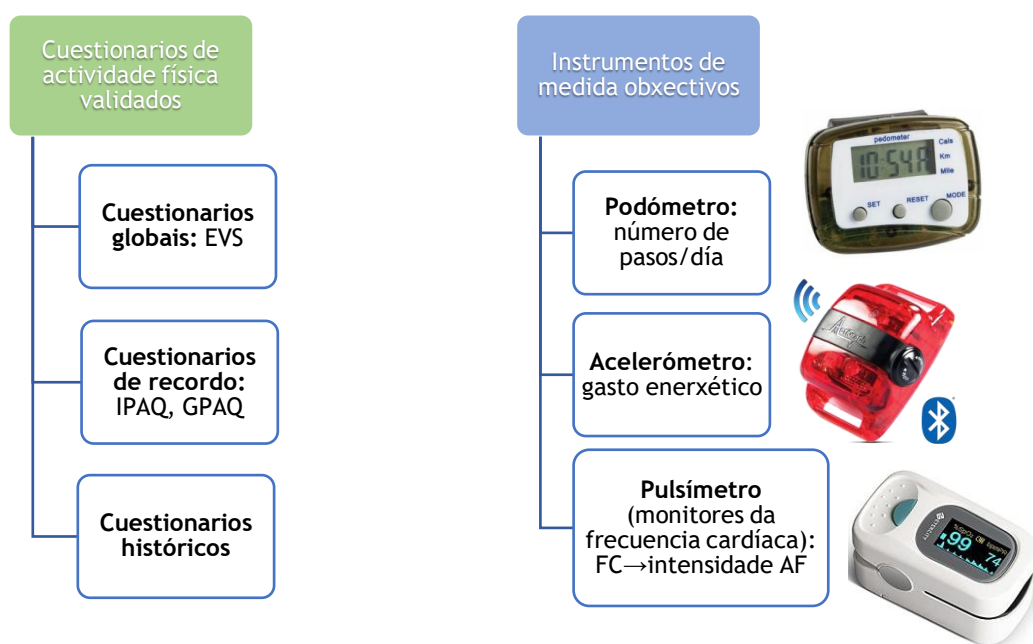 Cuestionarios de
actividade física
validados
Cuestionarios
globais: EVS
Cuestionarios
de recordo:
IPAQ, GPAQ
Cuestionarios
históricos
Instrumentos de
medida obxectivos
Podómetro:
número de
pasos/día
Acelerómetro:
gasto enerxético
Pulsímetro
(monitores da
frecuencia cardíaca):
FC→intensidade AF
pedometer
Cals
Km
Mile
10:54A
SET
RESET
MODE
%SpO₂
99
74